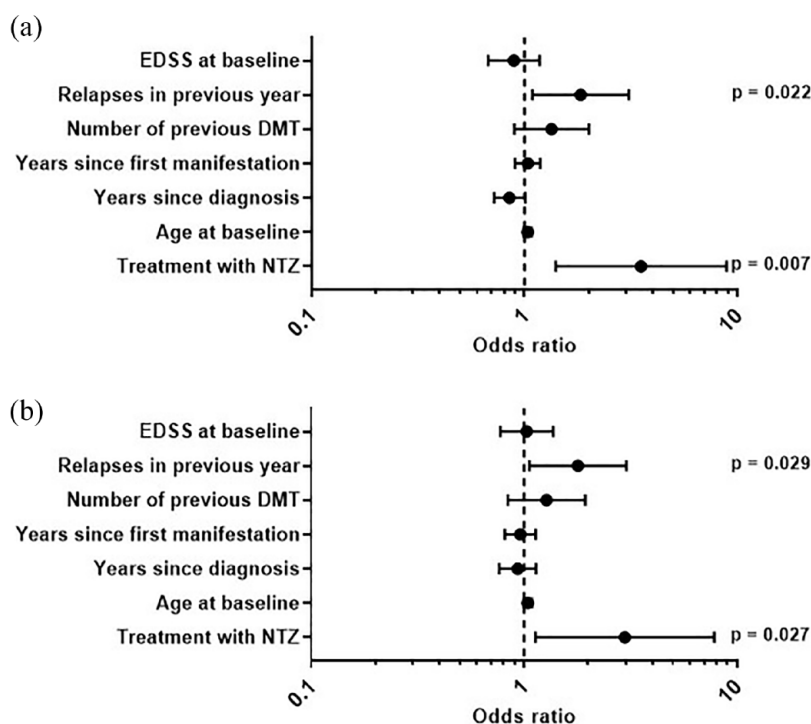 (a)
EDSS at baseline
Relapses in previous year p = 0.022
Number of previous DMT
Years since first manifestation
Years since diagnosis
Age at baseline
Treatment with NTZ p = 0.007
0.1 1 10
Odds ratio
(b)
EDSS at baseline
Relapses in previous year p = 0.029
Number of previous DMT
Years since first manifestation
Years since diagnosis
Age at baseline
Treatment with NTZ p = 0.027
0.1 1 10
Odds ratio